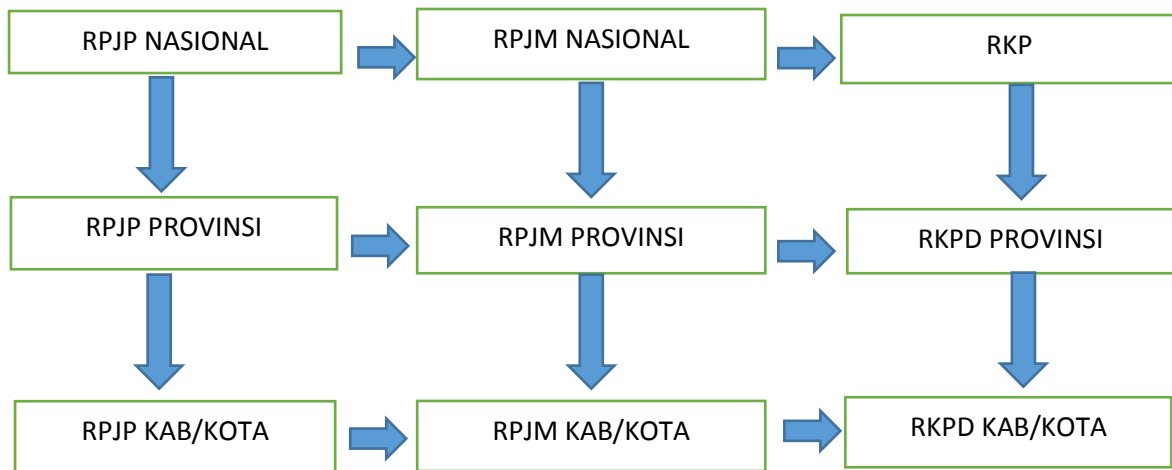 RPJP NASIONAL
RPJM NASIONAL
RKP
RPJP PROVINSI
RPJM PROVINSI
RKPD PROVINSI
RPJP KAB/KOTA
RPJM KAB/KOTA
RKPD KAB/KOTA